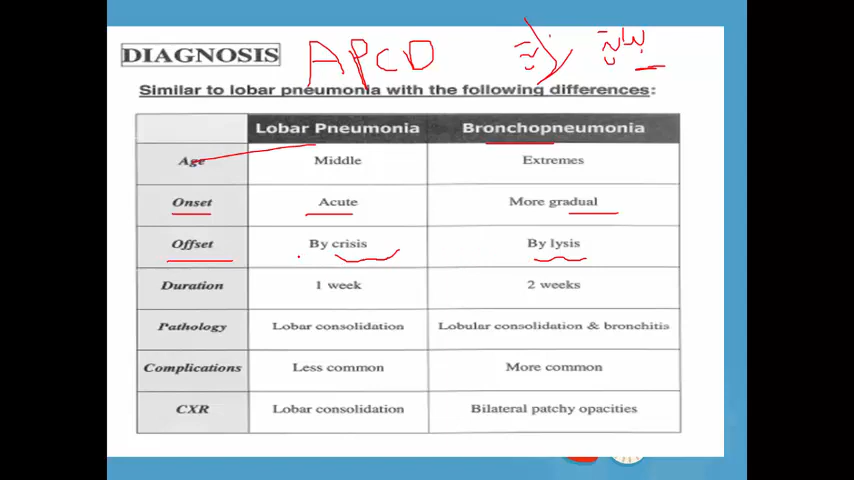 DIAGNOSIS APCD
Similar to lobar pneumonia with the following differences:
Lobar Pneumonia Bronchopneumonia
Age Middle Extremes
Onset Acute More gradual
Offset By crisis By lysis
Duration 1 week 2 weeks
Pathology Lobar consolidation Lobular consolidation & bronchitis
Complications Less common More common
CXR Lobar consolidation Bilateral patchy opacities